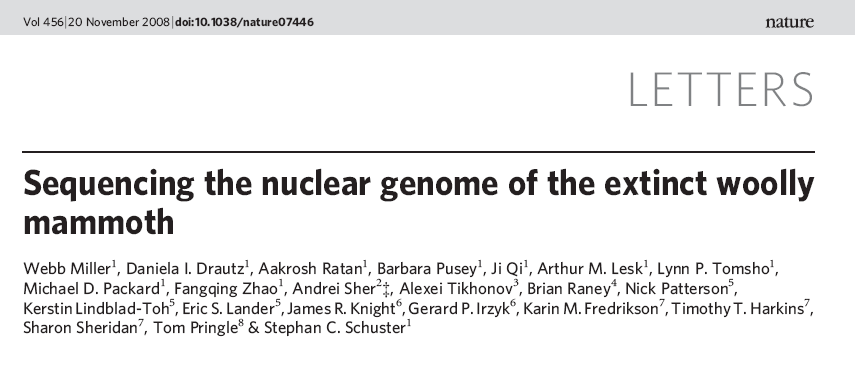 Vol 456|20 November 2008|doi:10.1038/nature07446 nature
LETTERS
Sequencing the nuclear genome of the extinct woolly
mammoth
Webb Miller1, Daniela I. Drautz1, Aakrosh Ratan1, Barbara Pusey1, Ji Qi1, Arthur M. Lesk1, Lynn P. Tomsho1,
Michael D. Packard1, Fangqing Zhao1, Andrei Sher2‡, Alexei Tikhonov3, Brian Raney4, Nick Patterson5,
Kerstin Lindblad-Toh5, Eric S. Lander5, James R. Knight6, Gerard P. Irzyk6, Karin M. Fredrikson7, Timothy T. Harkins7,
Sharon Sheridan7, Tom Pringle8 & Stephan C. Schuster1